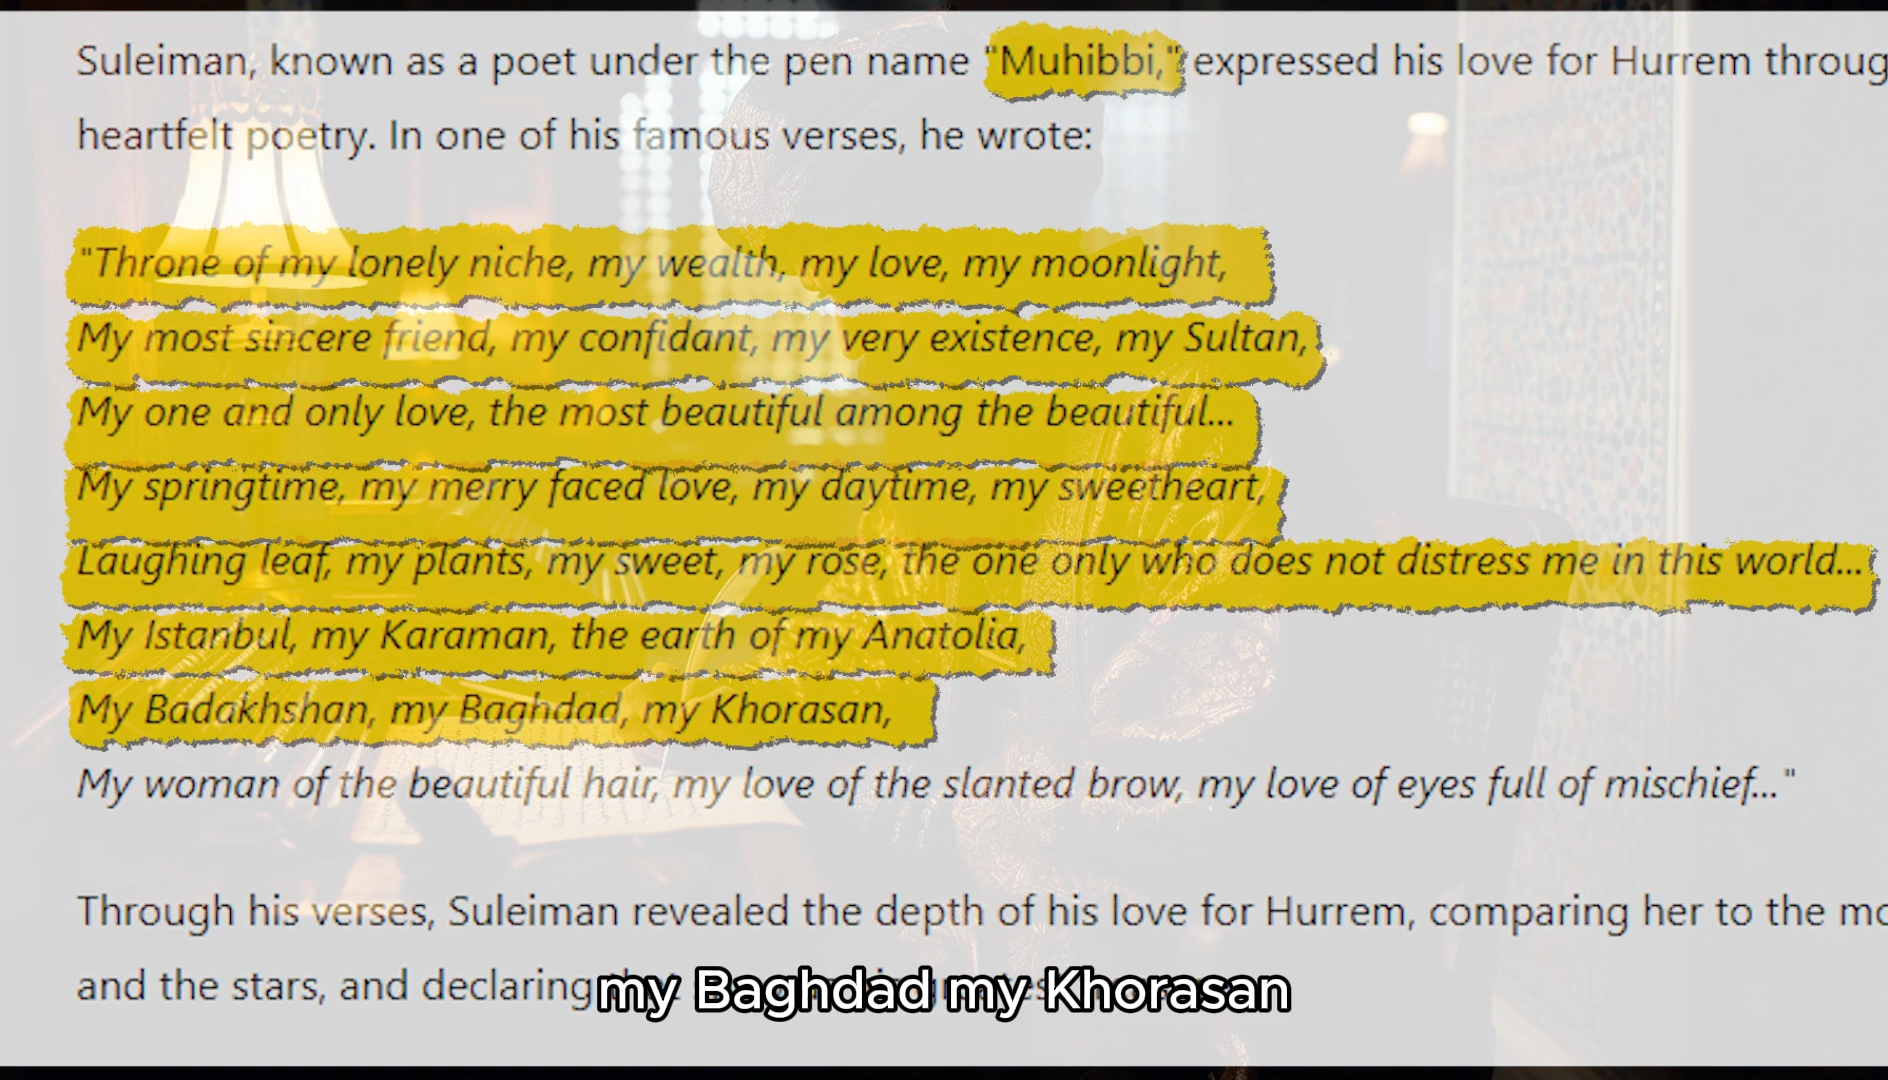 Suleiman, known as a poet under the pen name "Muhibbi," expressed his love for Hurrem throug
heartfelt poetry. In one of his famous verses, he wrote:
"Throne of my lonely niche, my wealth, my love, my moonlight,
My most sincere friend, my confidant, my very existence, my Sultan,
My one and only love, the most beautiful among the beautiful...
My springtime, my merry faced love, my daytime, my sweetheart,
Laughing leaf, my plants, my sweet, my rose, the one only who does not distress me in this world...
My Istanbul, my Karaman, the earth of my Anatolia,
My Badakhshan, my Baghdad, my Khorasan,
My woman of the beautiful hair, my love of the slanted brow, my love of eyes full of mischief..."
Through his verses, Suleiman revealed the depth of his love for Hurrem, comparing her to the mo
and the stars, and declaring
my Baghdad my Khorasan